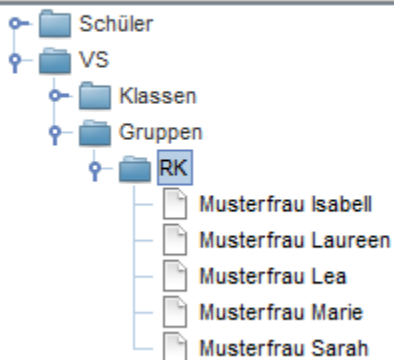 Schüler
VS
Klassen
Gruppen
RK
Musterfrau Isabell
Musterfrau Laureen
Musterfrau Lea
Musterfrau Marie
Musterfrau Sarah